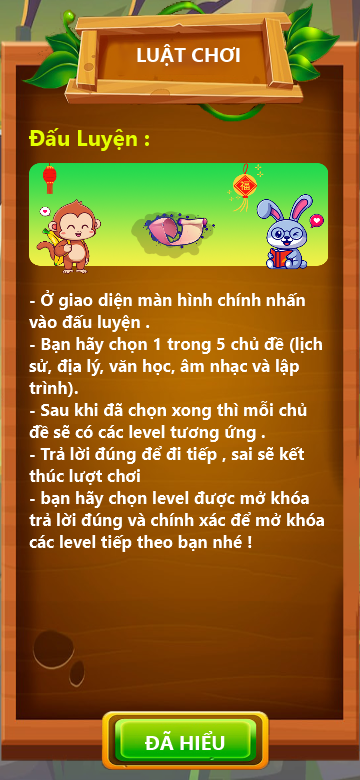 LUẬT CHƠI
Đấu Luyện :
福
- Ở giao diện màn hình chính nhấn
vào đấu luyện .
- Bạn hãy chọn 1 trong 5 chủ đề (lịch
sử, địa lý, văn học, âm nhạc và lập
trình).
- Sau khi đã chọn xong thì mỗi chủ
đề sẽ có các level tương ứng .
- Trả lời đúng để đi tiếp , sai sẽ kết
thúc lượt chơi
- bạn hãy chọn level được mở khóa
trả lời đúng và chính xác để mở khóa
các level tiếp theo bạn nhé !
ĐÃ HIỂU